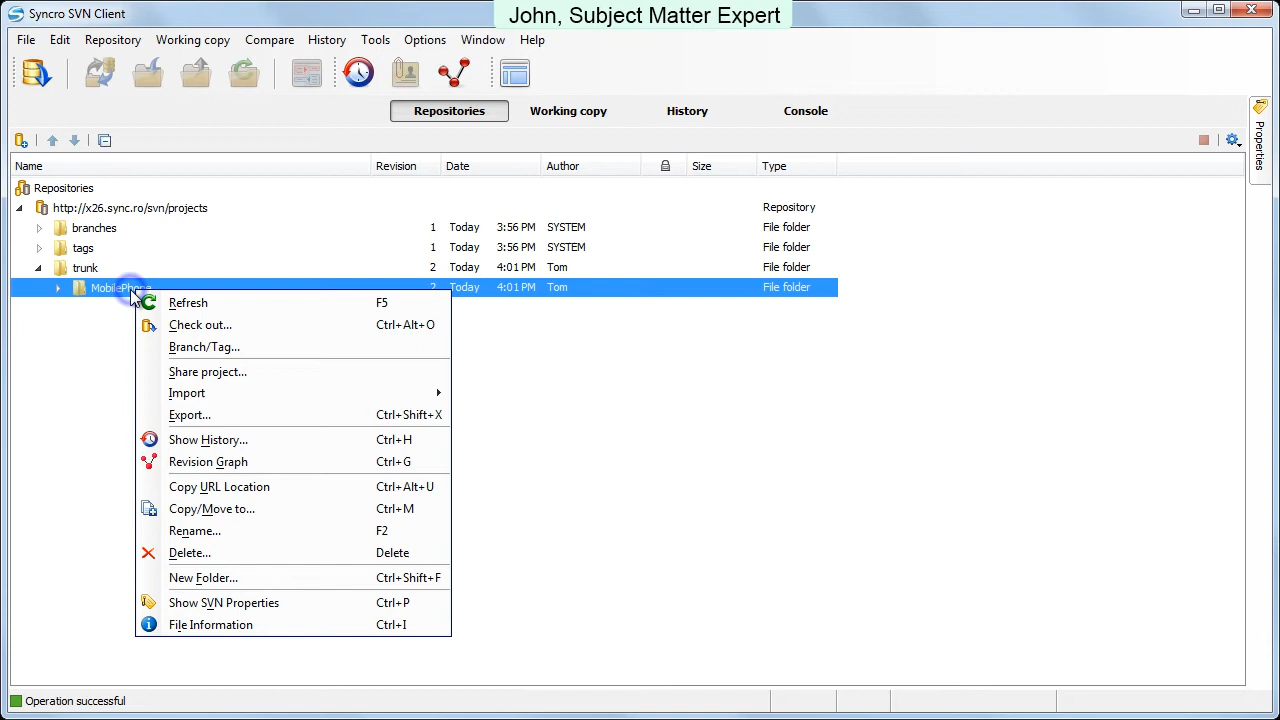 John, Subject Matter Expert
Syncro SVN Client
File Edit Repository Working copy Compare History Tools Options Window Help
Repositories Working copy History Console
Properties
Name Revision Date Author Size Type
Repositories
http://x26.sync.ro/svn/projects Repository
branches 1 Today 3:56 PM SYSTEM File folder
tags 1 Today 3:56 PM SYSTEM File folder
trunk 2 Today 4:01 PM Tom File folder
MobilePhone 2 Today 4:01 PM Tom File folder
Refresh F5
Check out... Ctrl+Alt+O
Branch/Tag...
Share project...
Import
Export... Ctrl+Shift+X
Show History... Ctrl+H
Revision Graph Ctrl+G
Copy URL Location Ctrl+Alt+U
Copy/Move to... Ctrl+M
Rename... F2
Delete... Delete
New Folder... Ctrl+Shift+F
Show SVN Properties Ctrl+P
File Information Ctrl+I
Operation successful